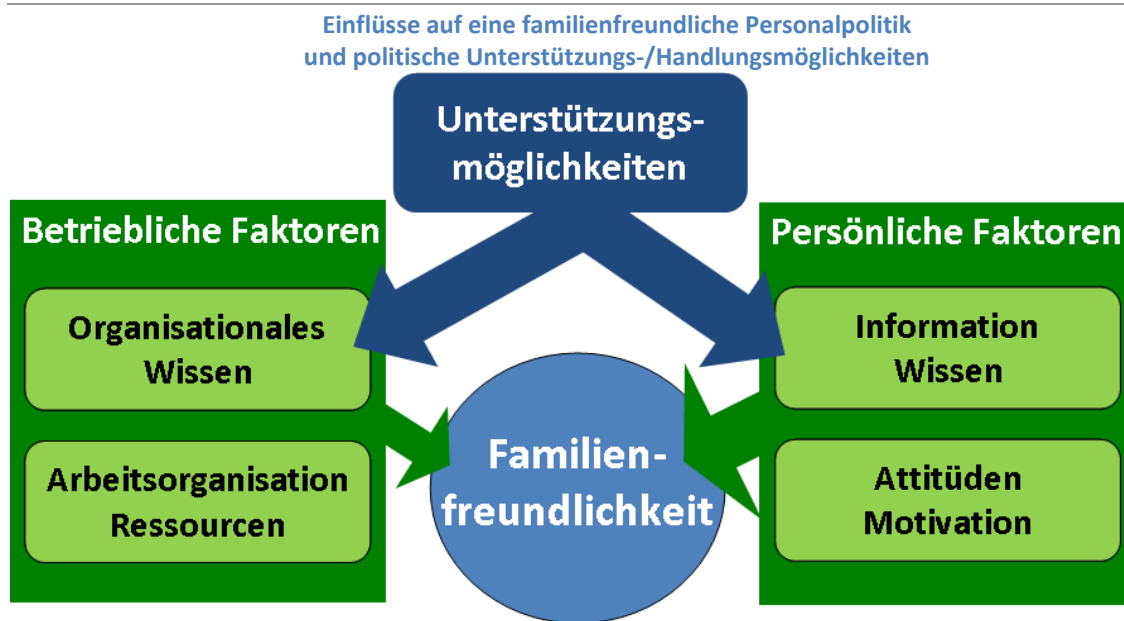 Einflüsse auf eine familienfreundliche Personalpolitik
und politische Unterstützungs-/Handlungsmöglichkeiten
Unterstützungs-
möglichkeiten
Betriebliche Faktoren
Organisationales
Wissen
Arbeitsorganisation
Ressourcen
Familien-
freundlichkeit
Persönliche Faktoren
Information
Wissen
Attitüden
Motivation